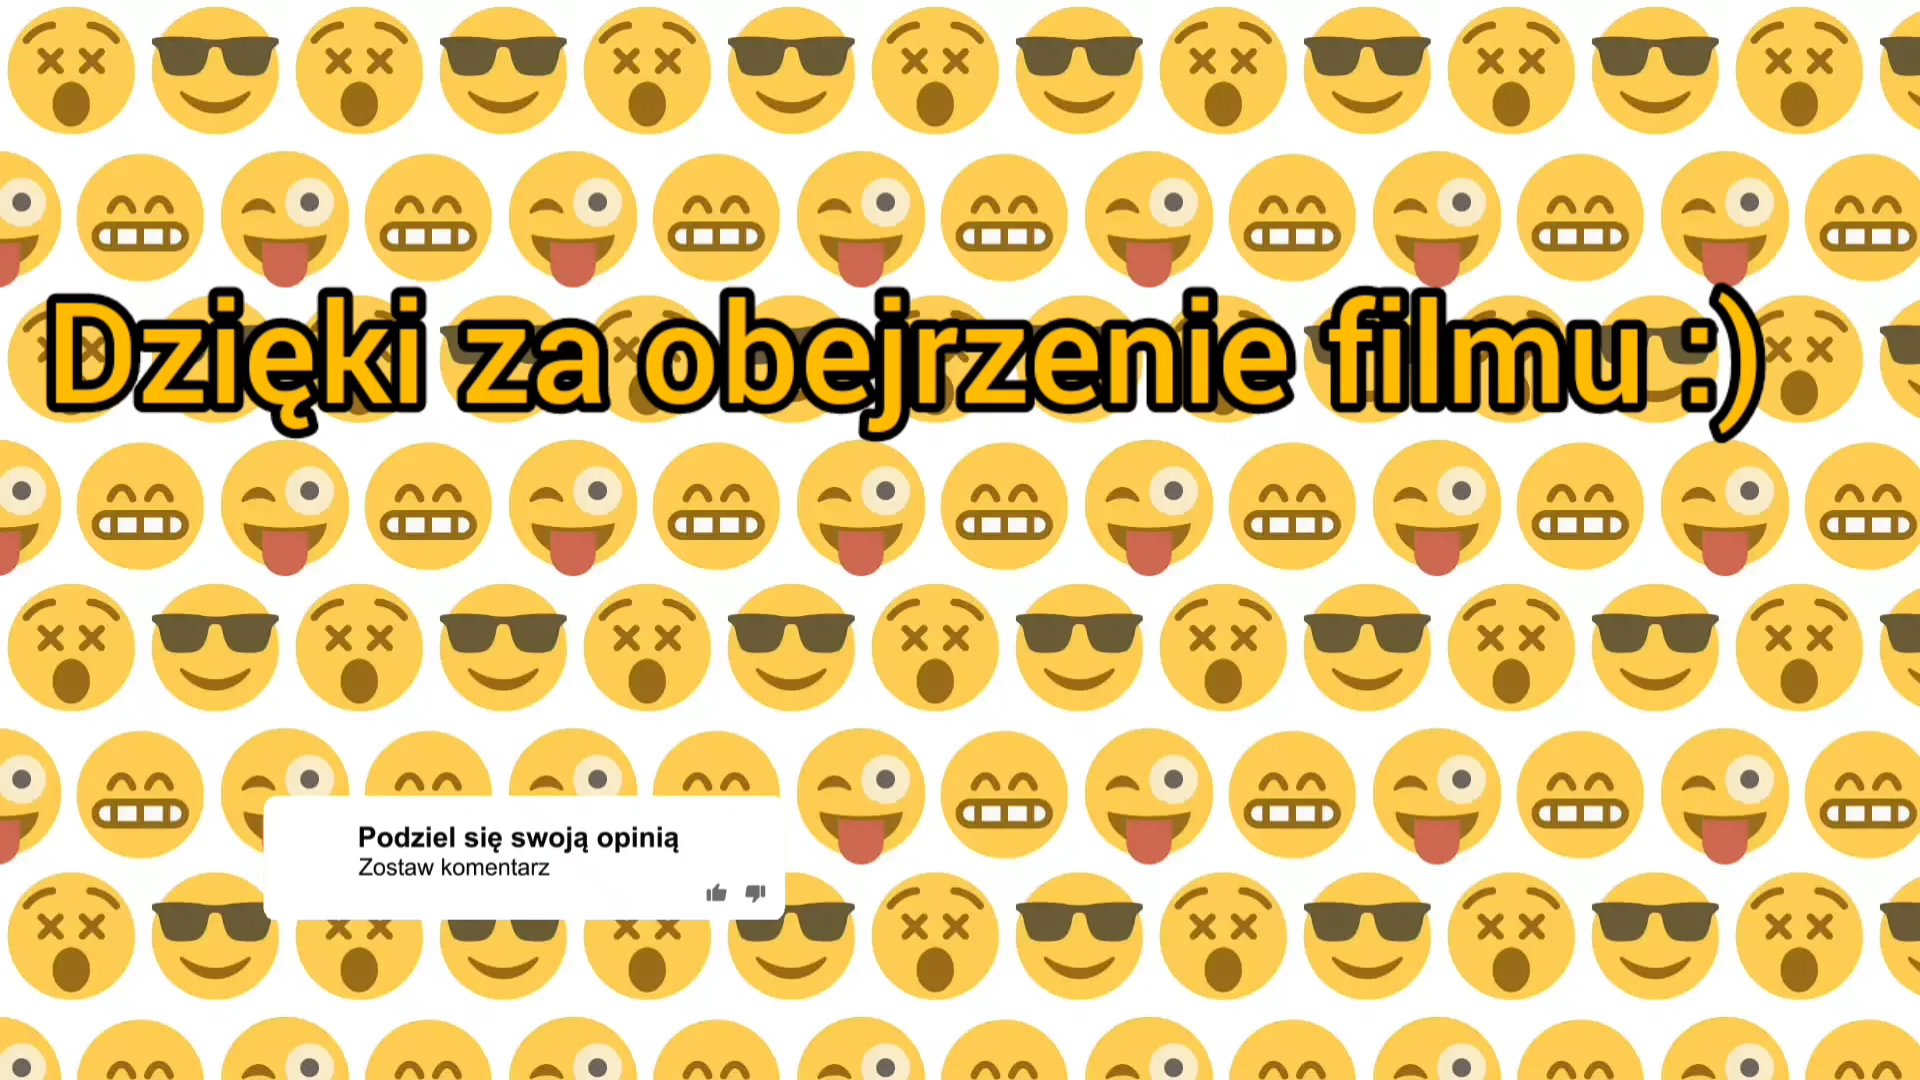 Dzięki za obejrzenie filmu :)
Podziel się swoją opinią
Zostaw komentarz